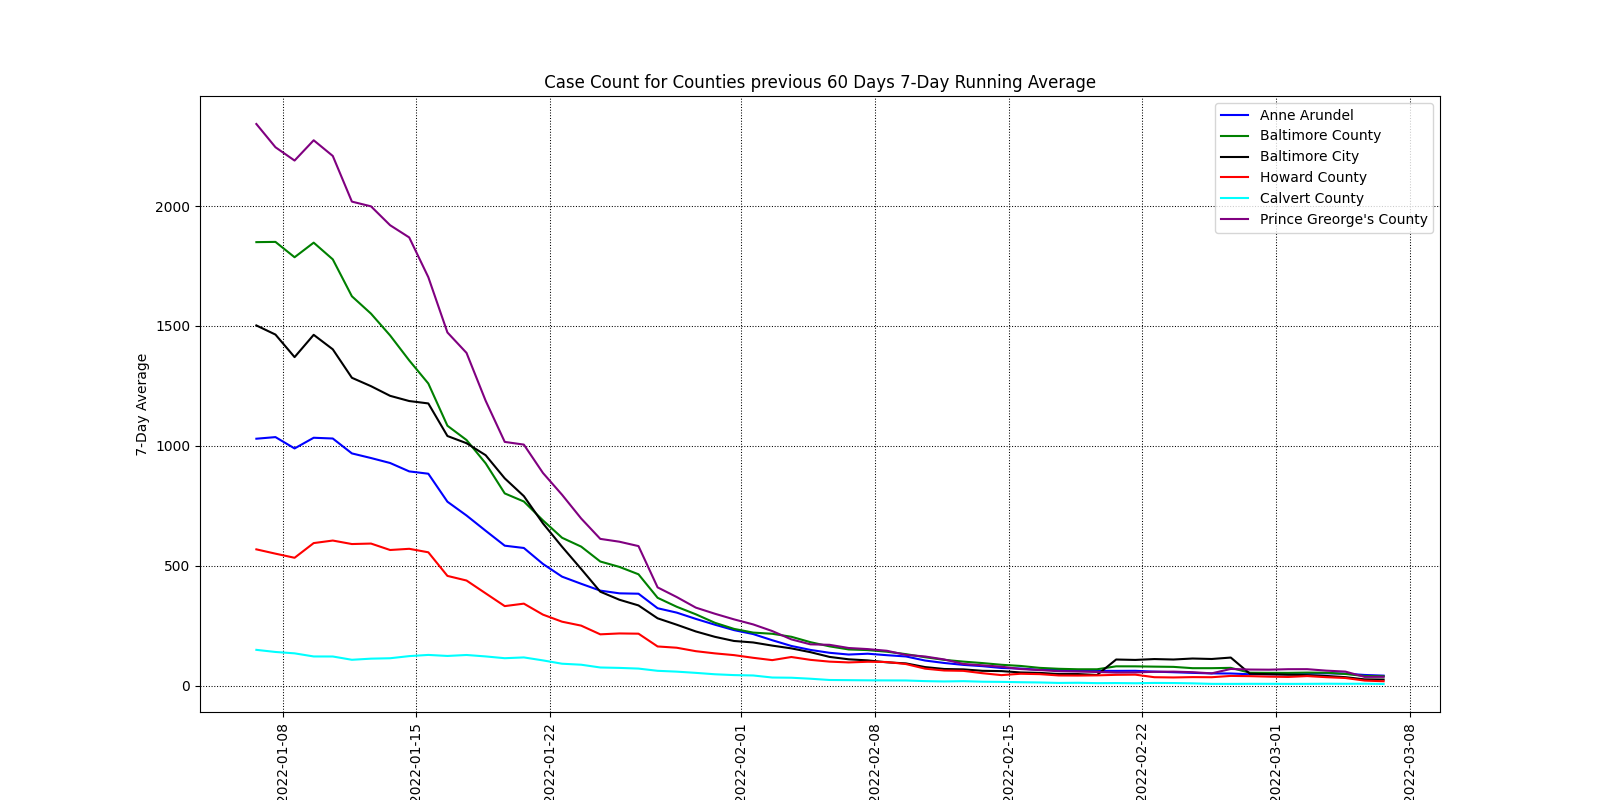 Case Count for Counties previous 60 Days 7-Day Running Average
Anne Arundel
Baltimore County
Baltimore City
Howard County
Calvert County
Prince Greorge's County
7-Day Average
2000
1500
1000
500
0
2022-01-08
2022-01-15
2022-01-22
2022-02-01
2022-02-08
2022-02-15
2022-02-22
2022-03-01
2022-03-08